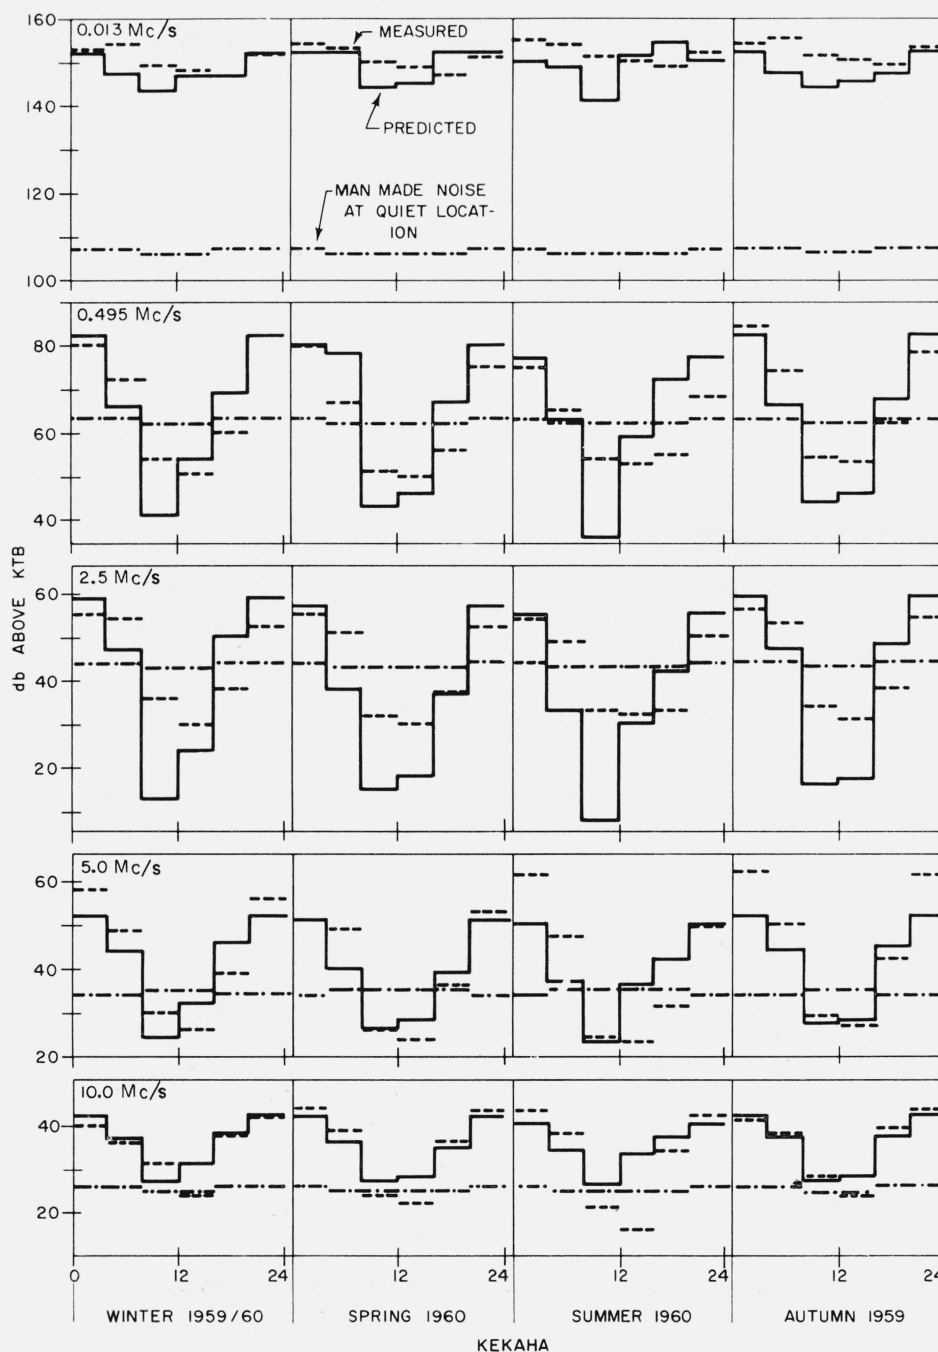 160
0.013 Mc/s
MEASURED
140
PREDICTED
120
MAN MADE NOISE
AT QUIET LOCAT-
ION
100
0.495 Mc/s
80
60
40
db ABOVE KTB
2.5 Mc/s
60
40
20
5.0 Mc/s
60
40
20
10.0 Mc/s
40
20
0 12 24 12 24 12 24 12 24
WINTER 1959/60 SPRING 1960 SUMMER 1960 AUTUMN 1959
KEKAHA